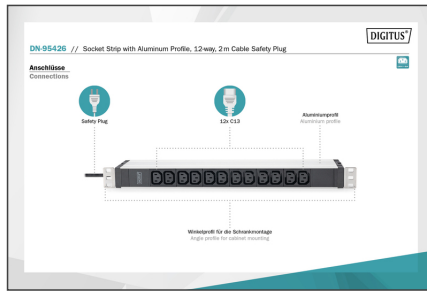 DIGITUS®
DN-95426 // Socket Strip with Aluminum Profile, 12-way, 2 m Cable Safety Plug
Anschlüsse
Connections
Safety Plug
12x C13
Aluminiumprofil
Aluminium profile
Winkelprofil für die Schrankmontage
Angle profile for cabinet mounting